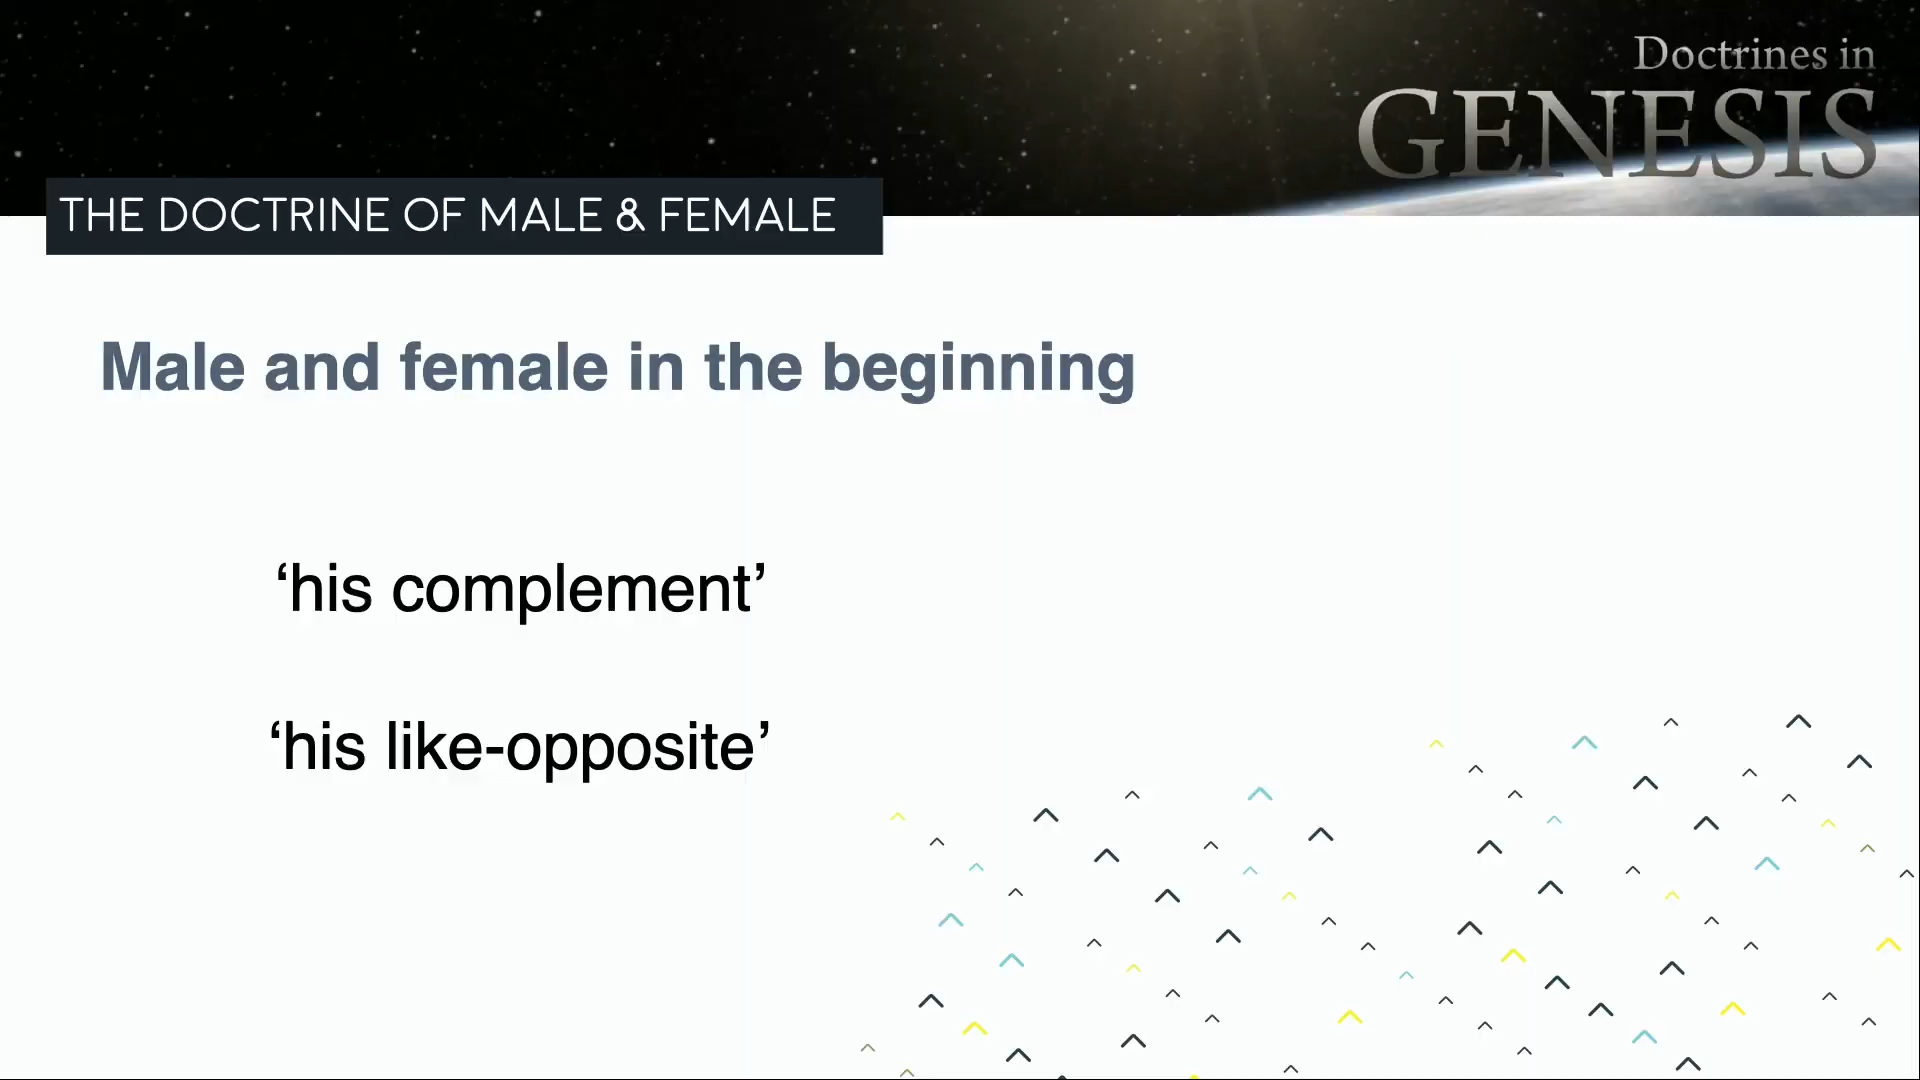 Doctrines in
GENESIS
THE DOCTRINE OF MALE & FEMALE
Male and female in the beginning
‘his complement’
‘his like-opposite’